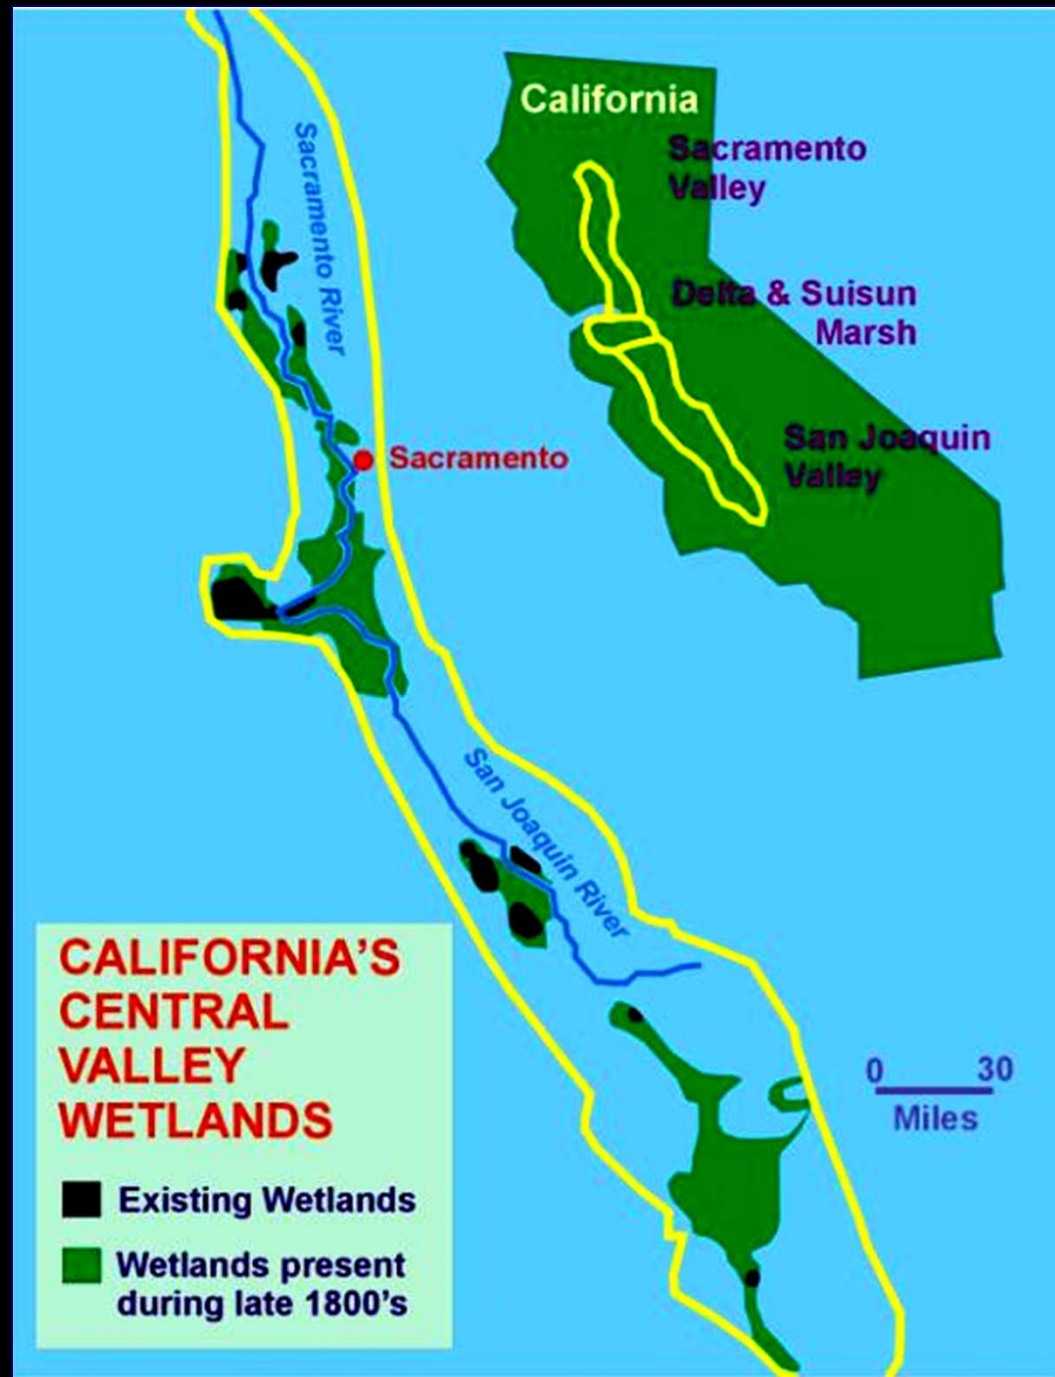 California
Sacramento
Valley
Sacramento River
Delta & Suisun
Marsh
San Joaquin
Valley
Sacramento
San Joaquin River
CALIFORNIA'S
CENTRAL
VALLEY
WETLANDS
Existing Wetlands
Wetlands present
during late 1800's
0 30
Miles